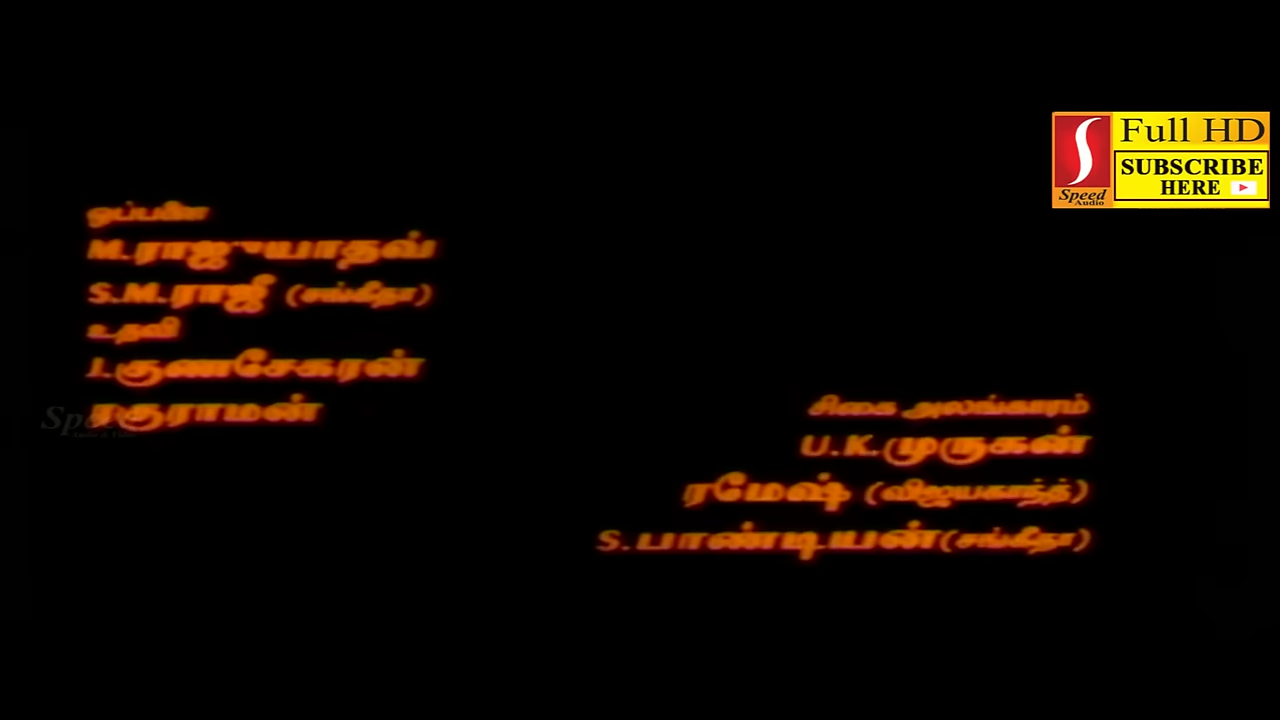 ஒப்பனை
M.ராஜுயாதவ்
S.M.ராஜீ (சங்கீதா)
உதவி
J.குணசேகரன்
ரகுராமன்
சிகை அலங்காரம்
U.K.முருகன்
ரமேஷ் (விஜயகாந்த்)
S.பாண்டியன்(சங்கீதா)
Full HD
SUBSCRIBE
HERE
Speed
Audio